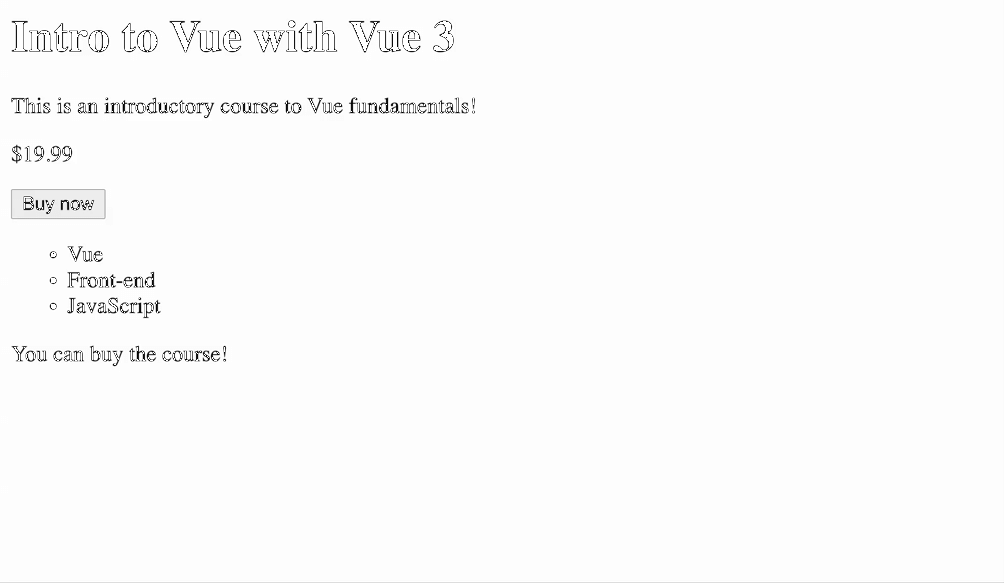 Intro to Vue with Vue 3
This is an introductory course to Vue fundamentals!
$19.99
Buy now
Vue
Front-end
JavaScript
You can buy the course!